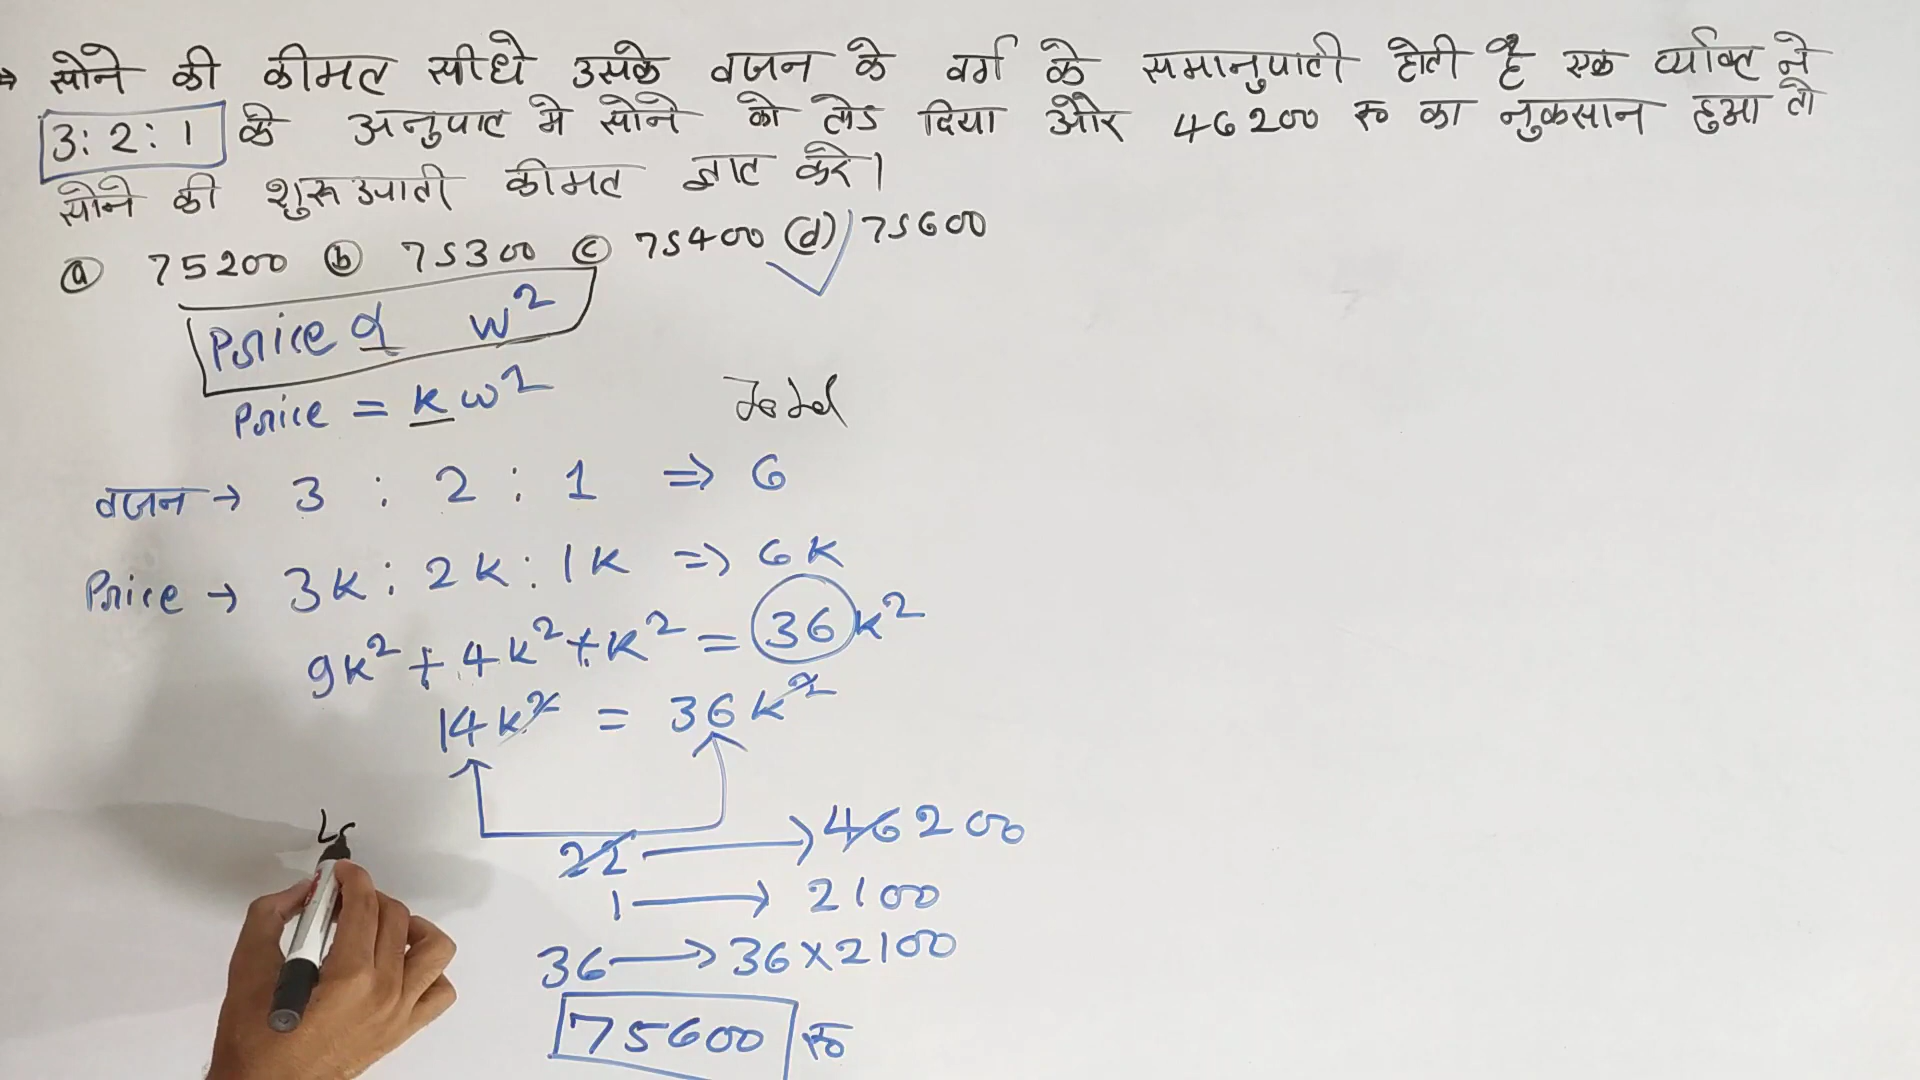 ⇒ सोने की कीमत सीधे उसके वजन के वर्ग के समानुपाती होती है एक व्यक्ति ने
3:2:1 के अनुपात मे सोने को तोड दिया और 46200 रू का नुकसान हुआ तो
सोने की शुरूआती कीमत ज्ञात करे।
(a) 75200 (b) 75300 (c) 75400 (d) 75600
Price α w²
Price = kw²
Total
वजन → 3 : 2 : 1 ⇒ 6
Price → 3k : 2k : 1k ⇒ 6k
9k² + 4k² + k² = 36k²
14k² = 36k²
22 → 46200
1 → 2100
36 → 36×2100
75600 रू